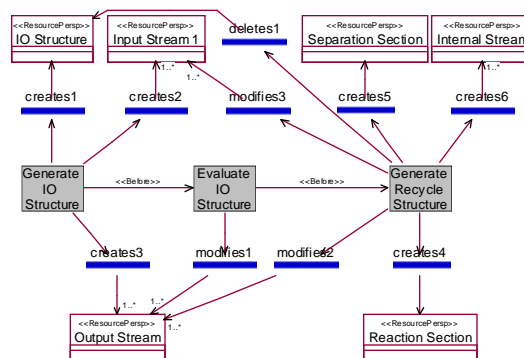 <<ResourcePersp>>
IO Structure
<<ResourcePersp>>
Input Stream 1
deletes1
<<ResourcePersp>>
Separation Section
<<ResourcePersp>>
Internal Stream
1..*
1..*
1..*
creates1
creates2
modifies3
creates5
creates6
Generate
IO
Structure
<<Before>>
Evaluate
IO
Structure
<<Before>>
Generate
Recycle
Structure
creates3
modifies1
modifies2
creates4
1..*
1..*
1..*
<<ResourcePersp>>
Output Stream
<<ResourcePersp>>
Reaction Section